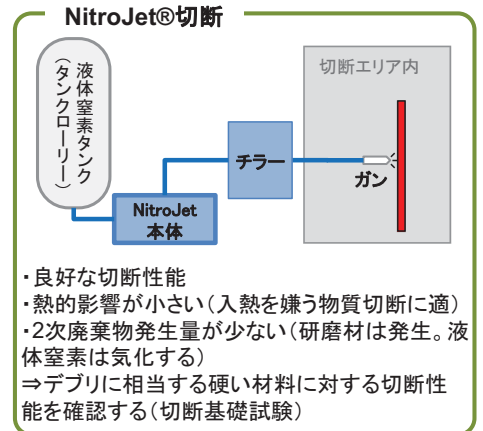 NitroJet®切断
液体窒素タンク
（タンクローリー）
切断エリア内
チラー
ガン
NitroJet
本体
・良好な切断性能
・熱的影響が小さい（入熱を嫌う物質切断に適）
・2次廃棄物発生量が少ない（研磨材は発生。液
体窒素は気化する）
⇒デブリに相当する硬い材料に対する切断性
能を確認する（切断基礎試験）